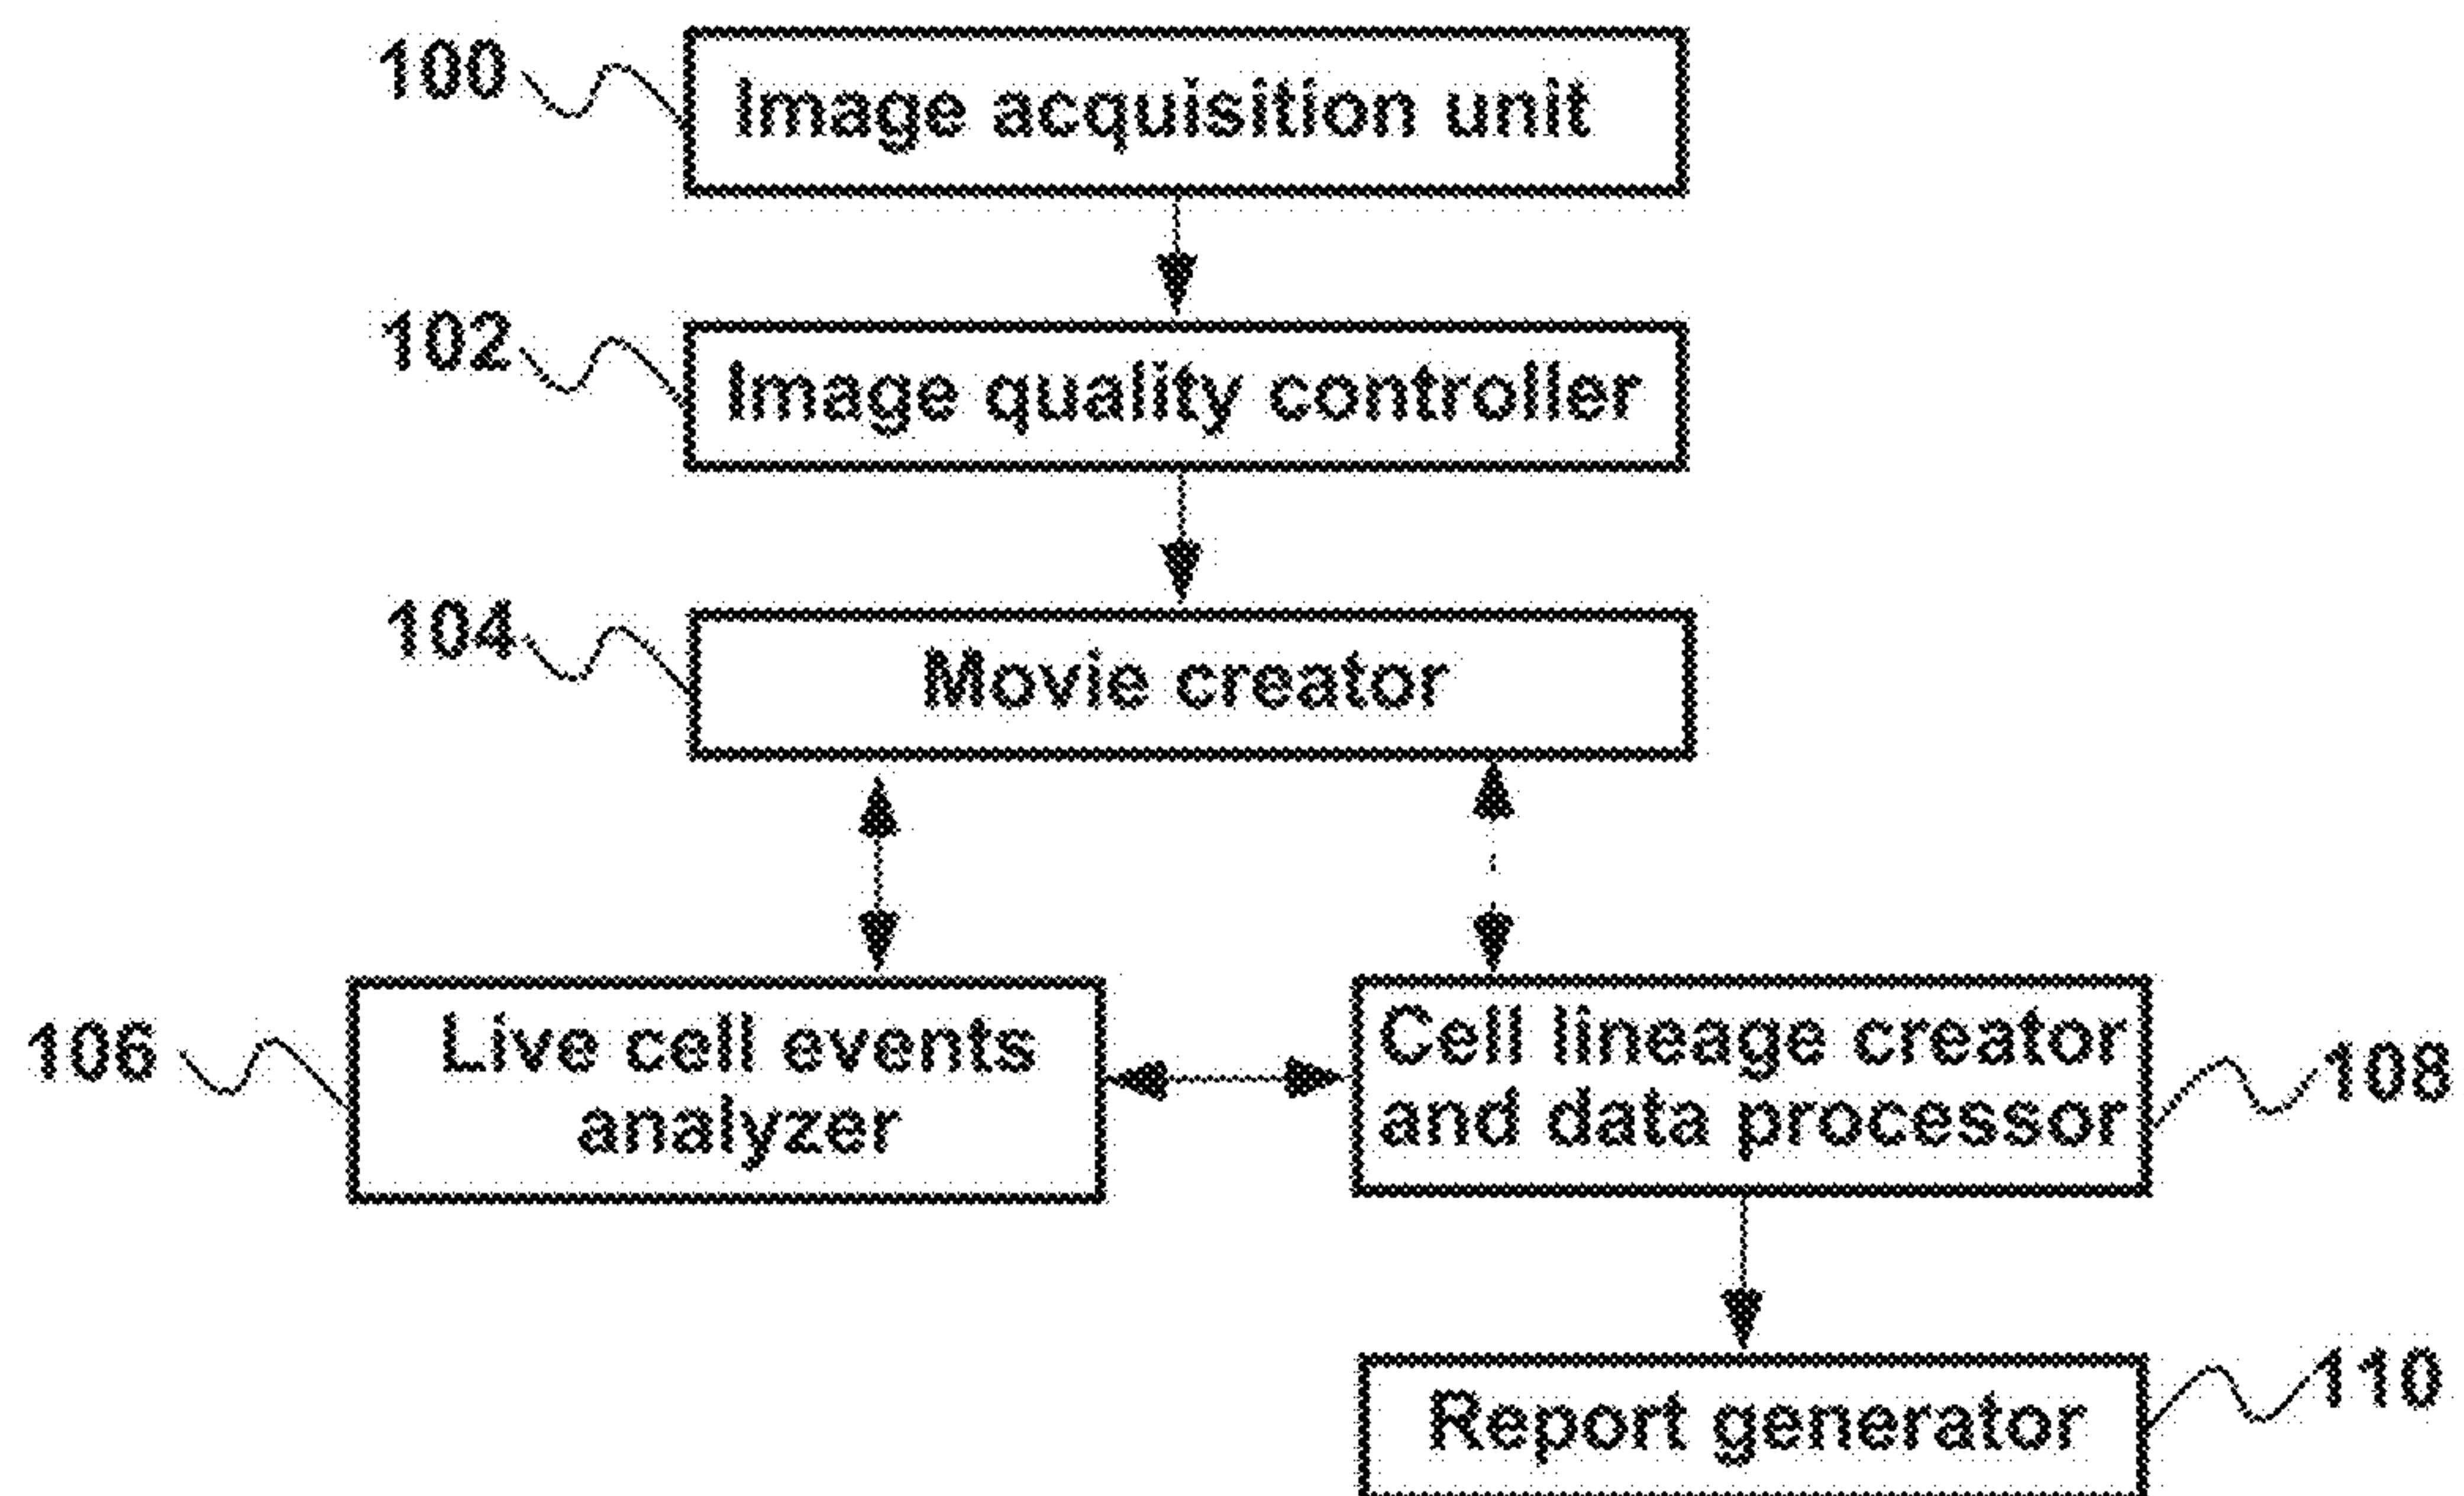 100
Image acquisition unit
102
Image quality controller
104
Movie creator
106
Live cell events
analyzer
Cell lineage creator
and data processor
108
Report generator
110